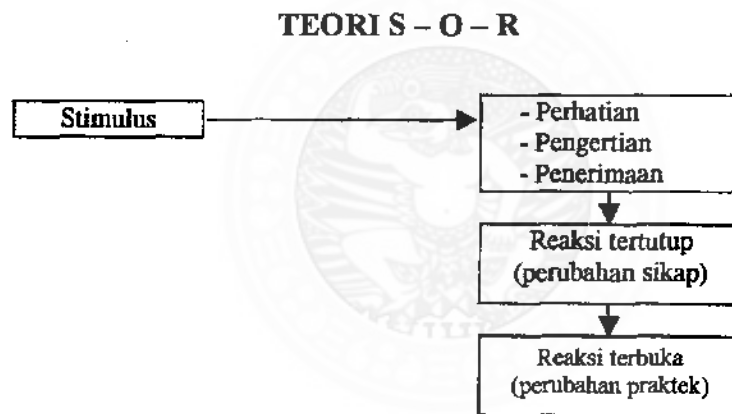 TEORI S – O – R
Stimulus
- Perhatian
- Pengertian
- Penerimaan
Reaksi tertutup
(perubahan sikap)
Reaksi terbuka
(perubahan praktek)